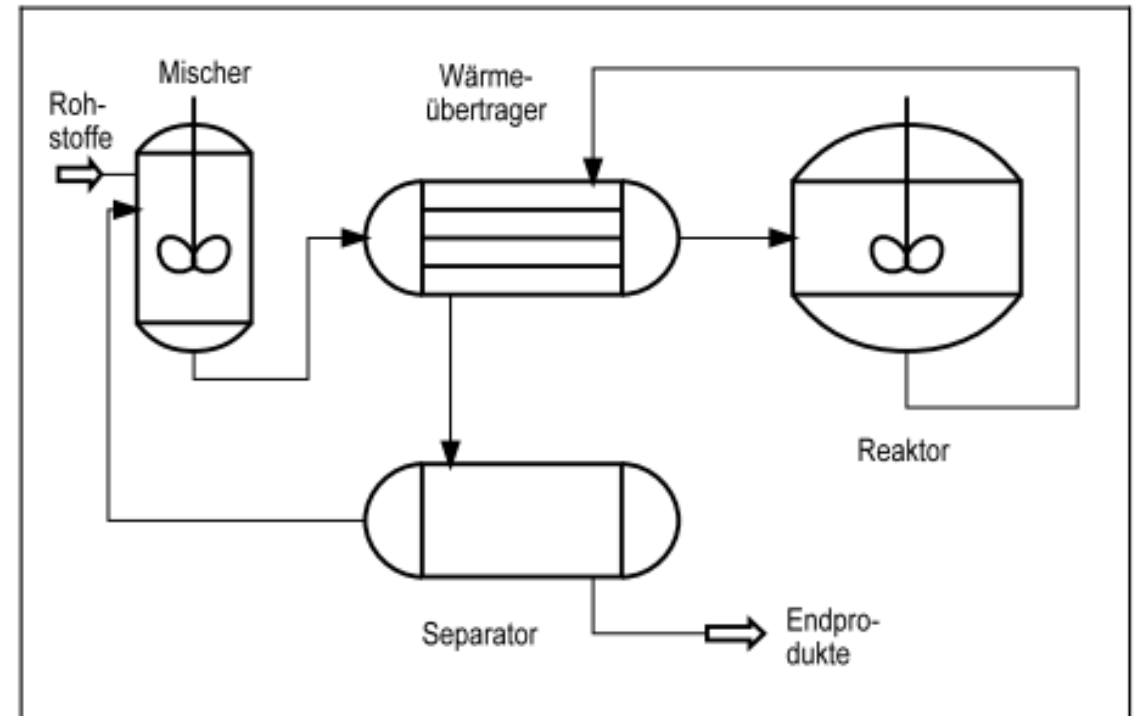 Mischer
Roh-
stoffe
Wärme-
übertrager
Reaktor
Separator
Endpro-
dukte